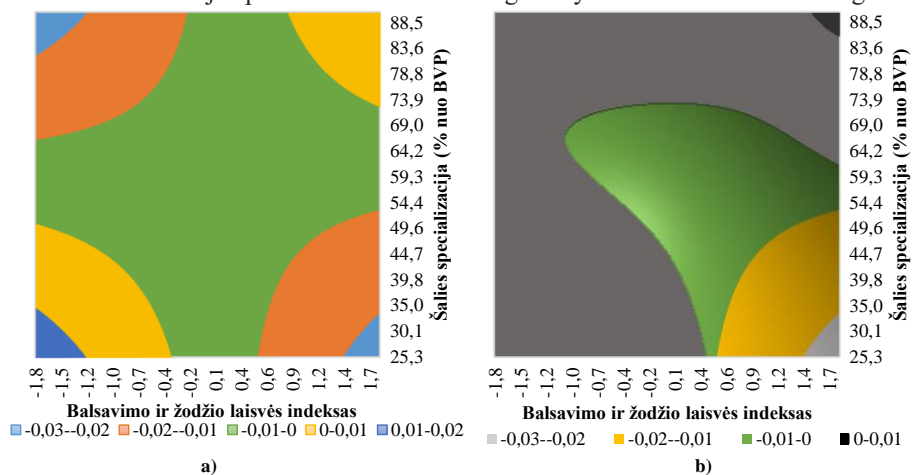 88,5
83,6
78,8
73,9
69,0
64,2
59,3
54,4
49,6
44,7
39,8
35,0
30,1
25,3
Šalies specializacija (% nuo BVP)
-1,8 -1,5 -1,2 -1,0 -0,7 -0,4 -0,2 0,1 0,4 0,6 0,9 1,2 1,4 1,7
Balsavimo ir žodžio laisvės indeksas
-0,03--0,02 -0,02--0,01 -0,01-0 0-0,01 0,01-0,02
a)
88,5
83,6
78,8
73,9
69,0
64,2
59,3
54,4
49,6
44,7
39,8
35,0
30,1
25,3
Šalies specializacija (% nuo BVP)
-1,8 -1,5 -1,2 -1,0 -0,7 -0,4 -0,2 0,1 0,4 0,6 0,9 1,2 1,4 1,7
Balsavimo ir žodžio laisvės indeksas
-0,03--0,02 -0,02--0,01 -0,01-0 0-0,01
b)